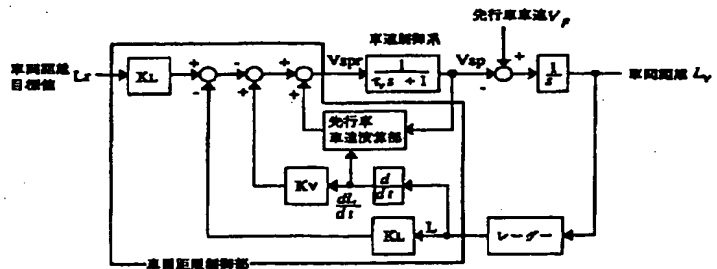 先行車車速Vp
車速制御系
車間距離
目標値
Lr
KL
+
-
-
+
+
+
Vspr
1
τvs +1
Vsp
+
-
1
s
車間距離 Lv
先行車
車速演算部
KV
dL
dt
d
dt
KL
L
レーダー
車間距離制御部